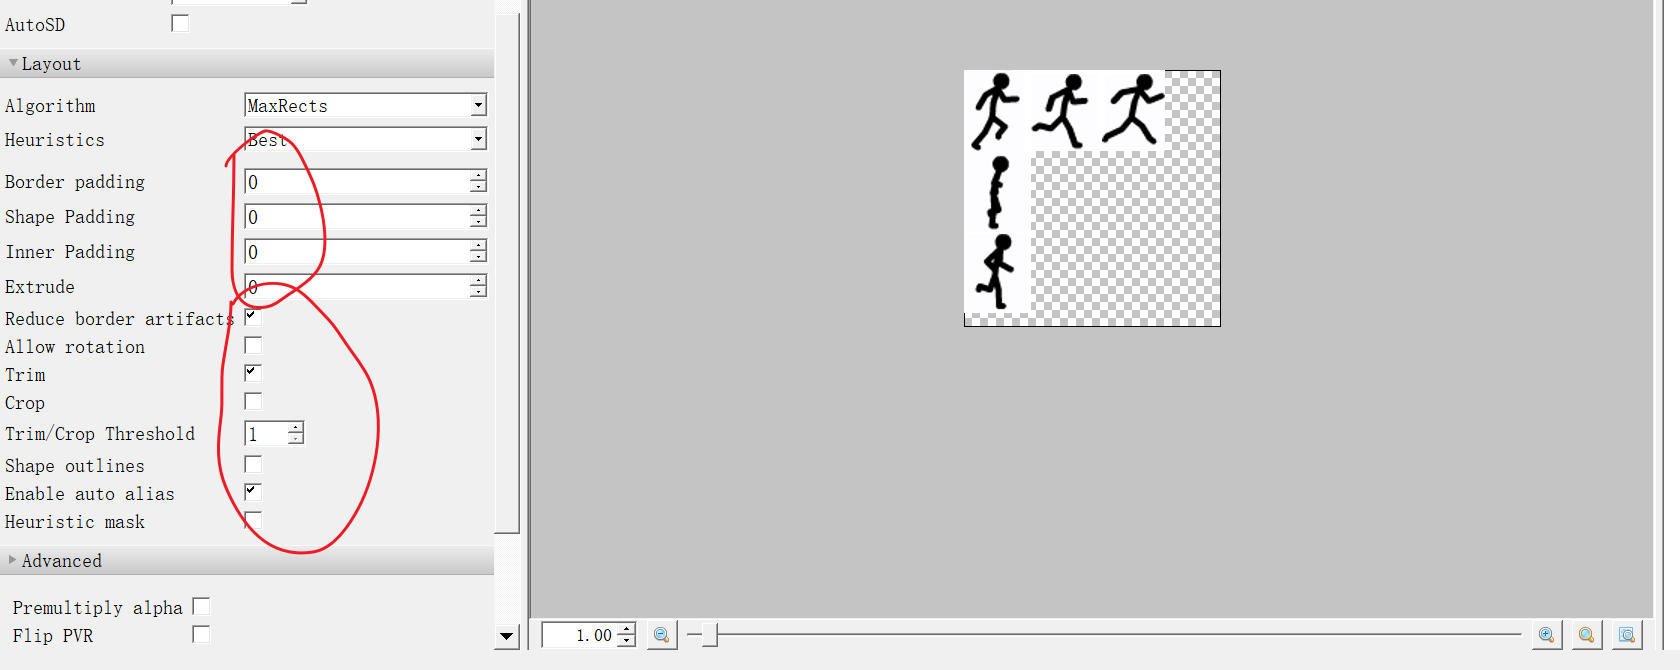 AutoSD
Layout
Algorithm MaxRects
Heuristics Best
Border padding 0
Shape Padding 0
Inner Padding 0
Extrude 0
Reduce border artifacts
Allow rotation
Trim
Crop
Trim/Crop Threshold 1
Shape outlines
Enable auto alias
Heuristic mask
Advanced
Premultiply alpha
Flip PVR
1.00